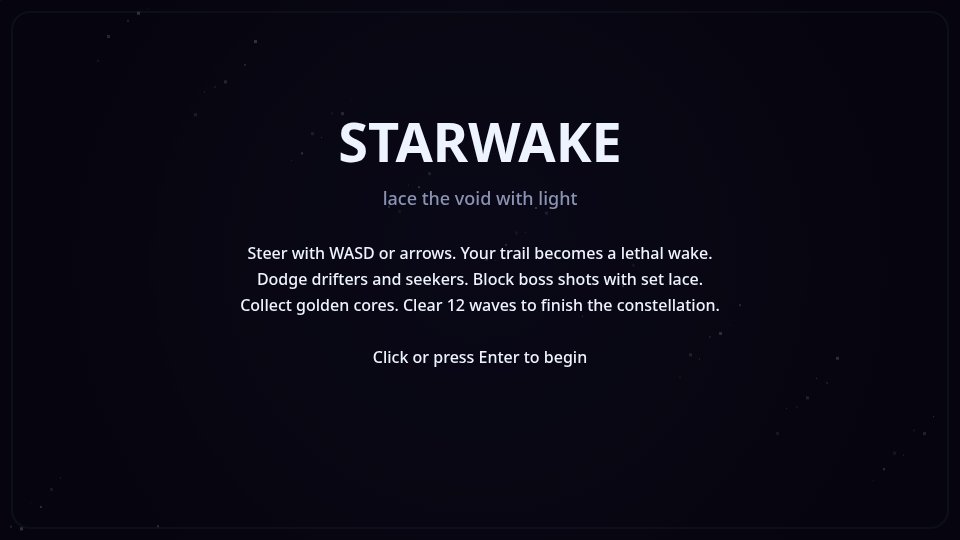 STARWAKE
lace the void with light
Steer with WASD or arrows. Your trail becomes a lethal wake.
Dodge drifters and seekers. Block boss shots with set lace.
Collect golden cores. Clear 12 waves to finish the constellation.
Click or press Enter to begin